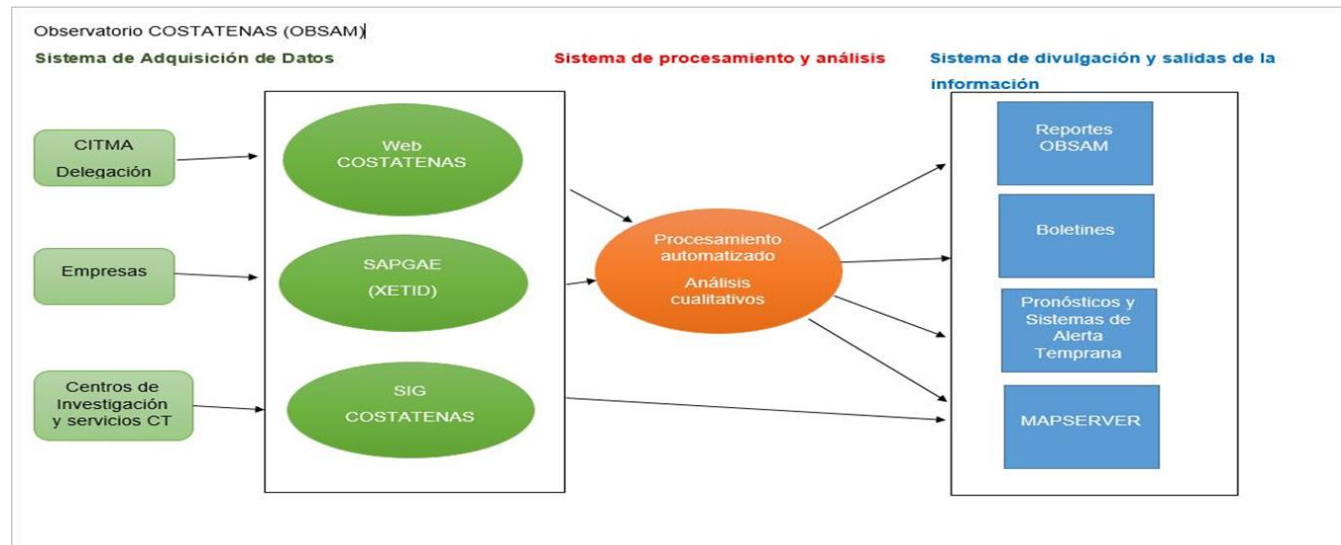 Observatorio COSTATENAS (OBSAM)
Sistema de Adquisición de Datos
Sistema de procesamiento y análisis
Sistema de divulgación y salidas de la
información
CITMA
Delegación
Empresas
Centros de
Investigación
y servicios CT
Web
COSTATENAS
SAPGAE
(XETID)
SIG
COSTATENAS
Procesamiento
automatizado
Análisis
cualitativos
Reportes
OBSAM
Boletines
Pronósticos y
Sistemas de
Alerta
Temprana
MAPSERVER